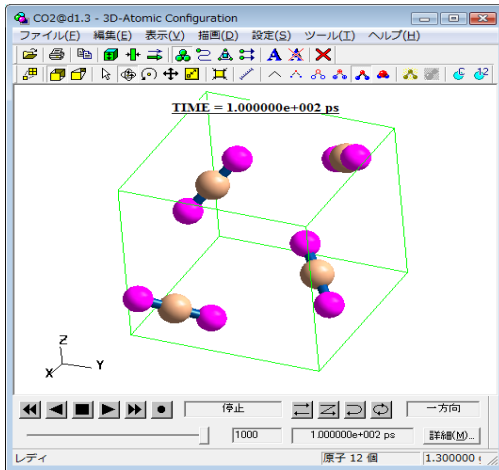 CO2@d1.3 - 3D-Atomic Configuration
ファイル(F) 編集(E) 表示(V) 描画(D) 設定(S) ツール(T) ヘルプ(H)
A A
C 12
TIME = 1.000000e+002 ps
Z
Y
X
停止 一方向
1000 1.000000e+002 ps 詳細(M)...
レディ 原子 12 個 1.300000